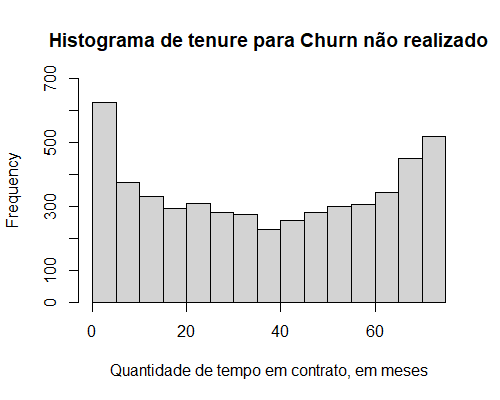 Histograma de tenure para Churn não realizado
Frequency
700
500
300
100
0
0 20 40 60
Quantidade de tempo em contrato, em meses